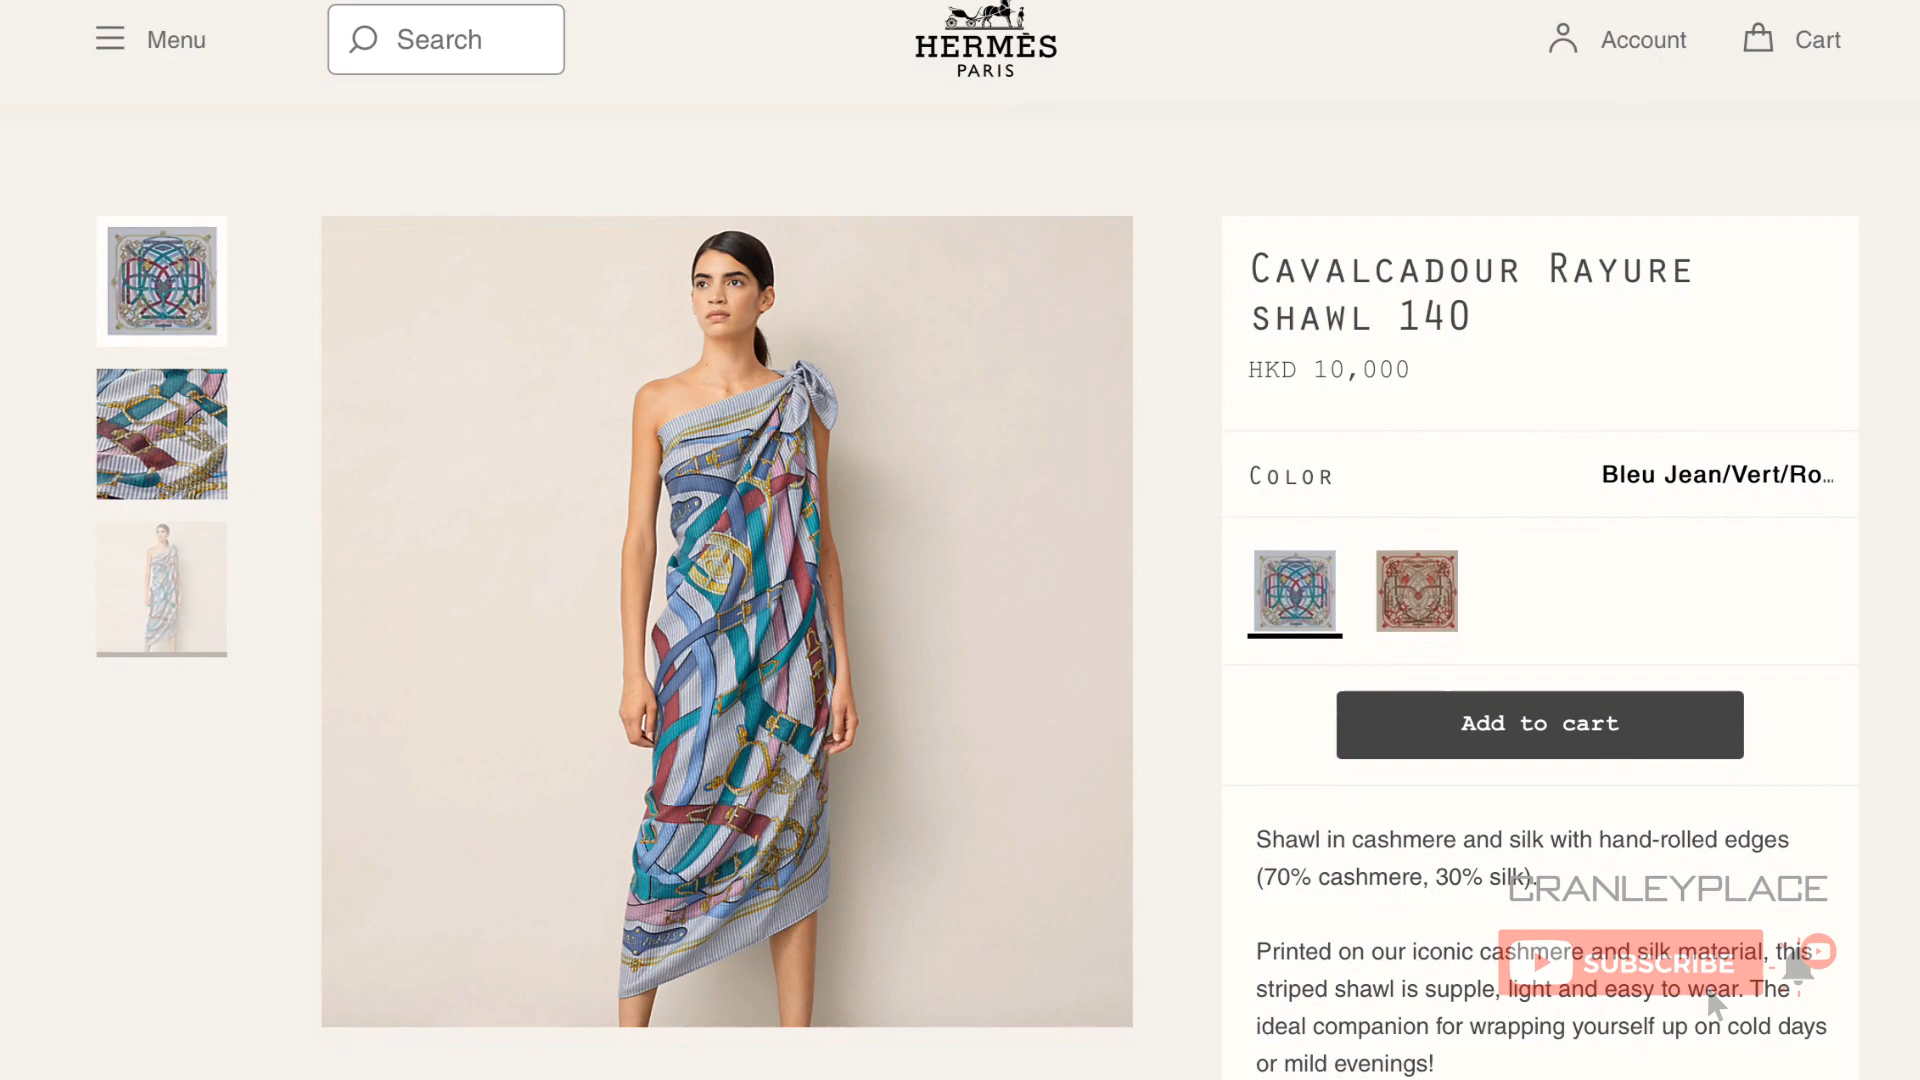 Menu
Search
HERMÈS
PARIS
Account
Cart
Cavalcadour Rayure
shawl 140
HKD 10,000
Color
Bleu Jean/Vert/Ro...
Add to cart
Shawl in cashmere and silk with hand-rolled edges
(70% cashmere, 30% silk).
CRANLEYPLACE
Printed on our iconic cashmere and silk material, this
SUBSCRIBE
striped shawl is supple, light and easy to wear. The
ideal companion for wrapping yourself up on cold days
or mild evenings!